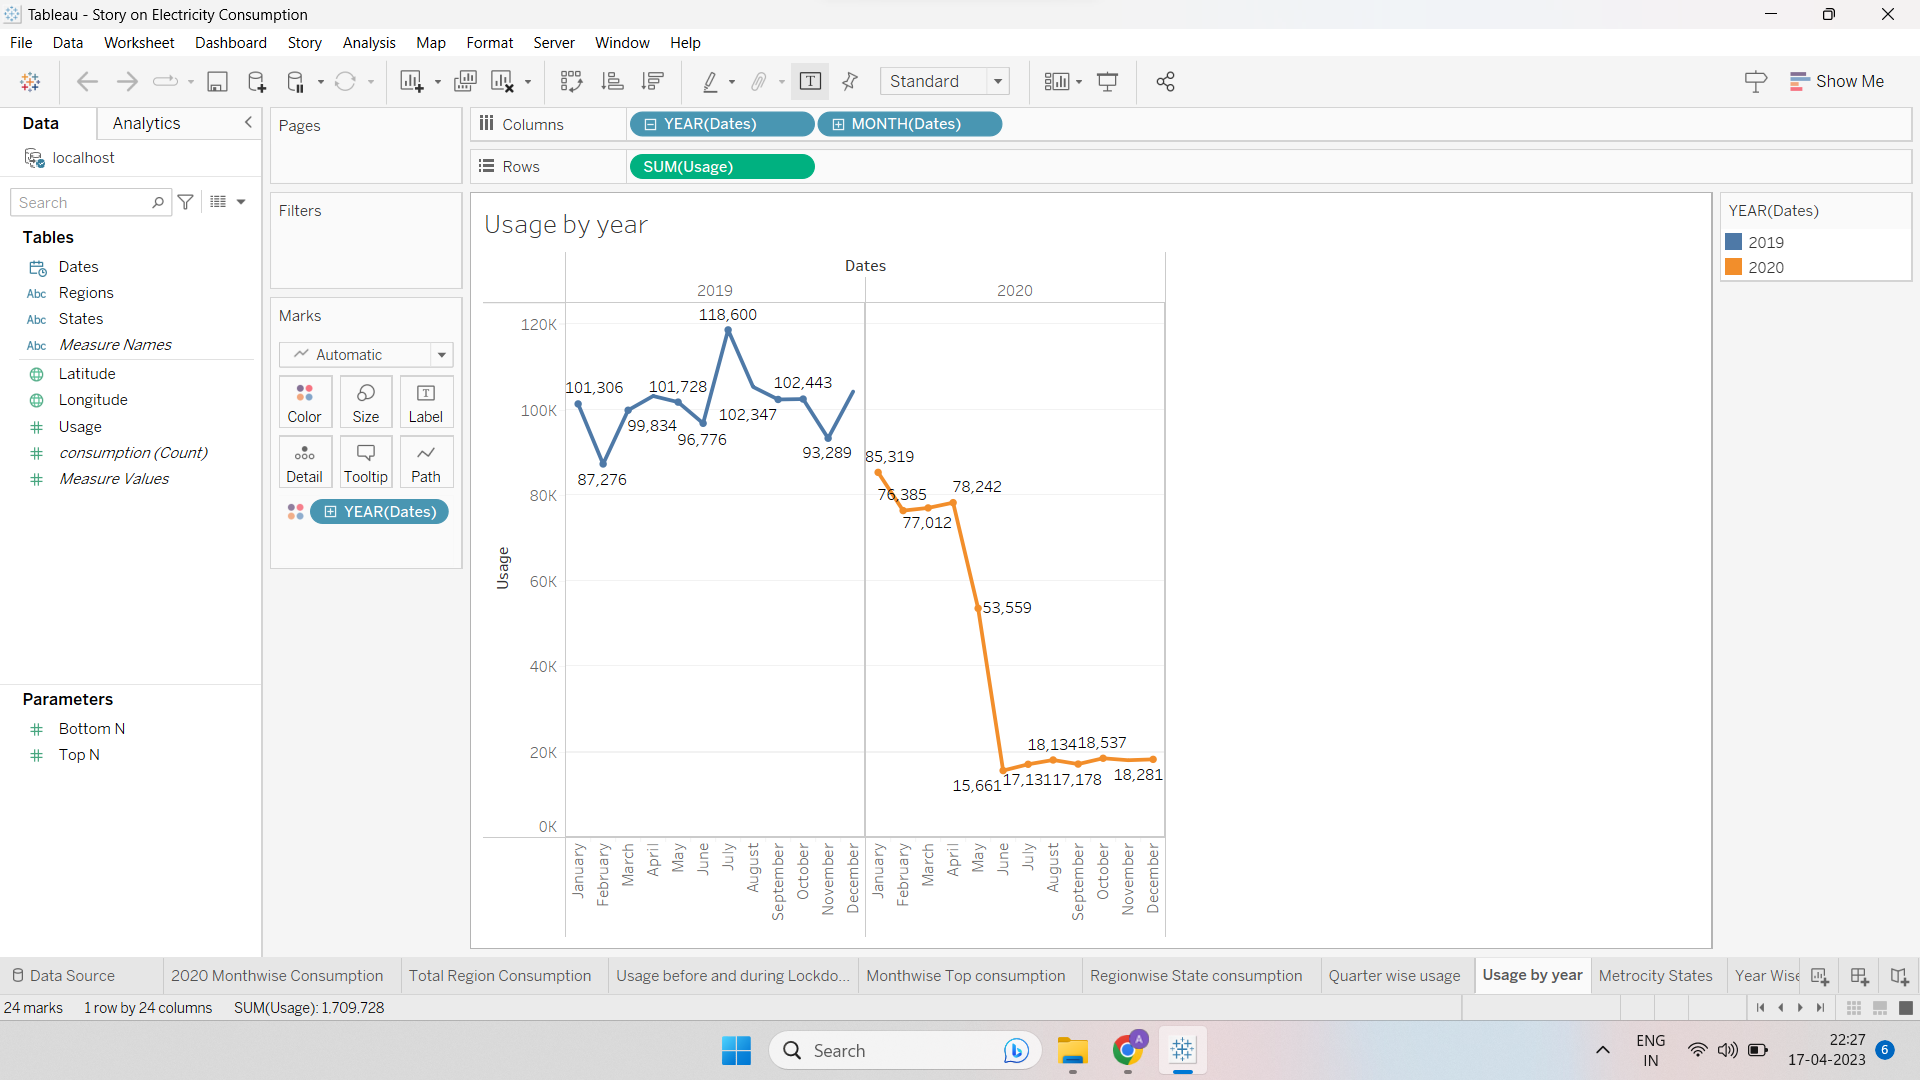 Tableau - Story on Electricity Consumption
File Data Worksheet Dashboard Story Analysis Map Format Server Window Help
Standard
Show Me
Data Analytics
localhost
Search
Tables
Dates
Abc Regions
Abc States
Abc Measure Names
Latitude
Longitude
# Usage
# consumption (Count)
# Measure Values
Parameters
# Bottom N
# Top N
Pages
Filters
Marks
Automatic
Color Size Label
Detail Tooltip Path
YEAR(Dates)
Columns YEAR(Dates) MONTH(Dates)
Rows SUM(Usage)
Usage by year
Dates
2019 2020
120K
100K
80K
60K
40K
20K
0K
Usage
118,600
101,306
101,728
102,443
102,347
99,834
96,776
93,289
87,276
85,319
76,385
78,242
77,012
53,559
18,134 18,537
15,661 17,131 17,178 18,281
January February March April May June July August September October November December January February March April May June July August September October November December
YEAR(Dates)
2019
2020
Data Source 2020 Monthwise Consumption Total Region Consumption Usage before and during Lockdo... Monthwise Top consumption Regionwise State consumption Quarter wise usage Usage by year Metrocity States Year Wise
24 marks 1 row by 24 columns SUM(Usage): 1,709,728
Search
A
ENG
IN
22:27
17-04-2023
6